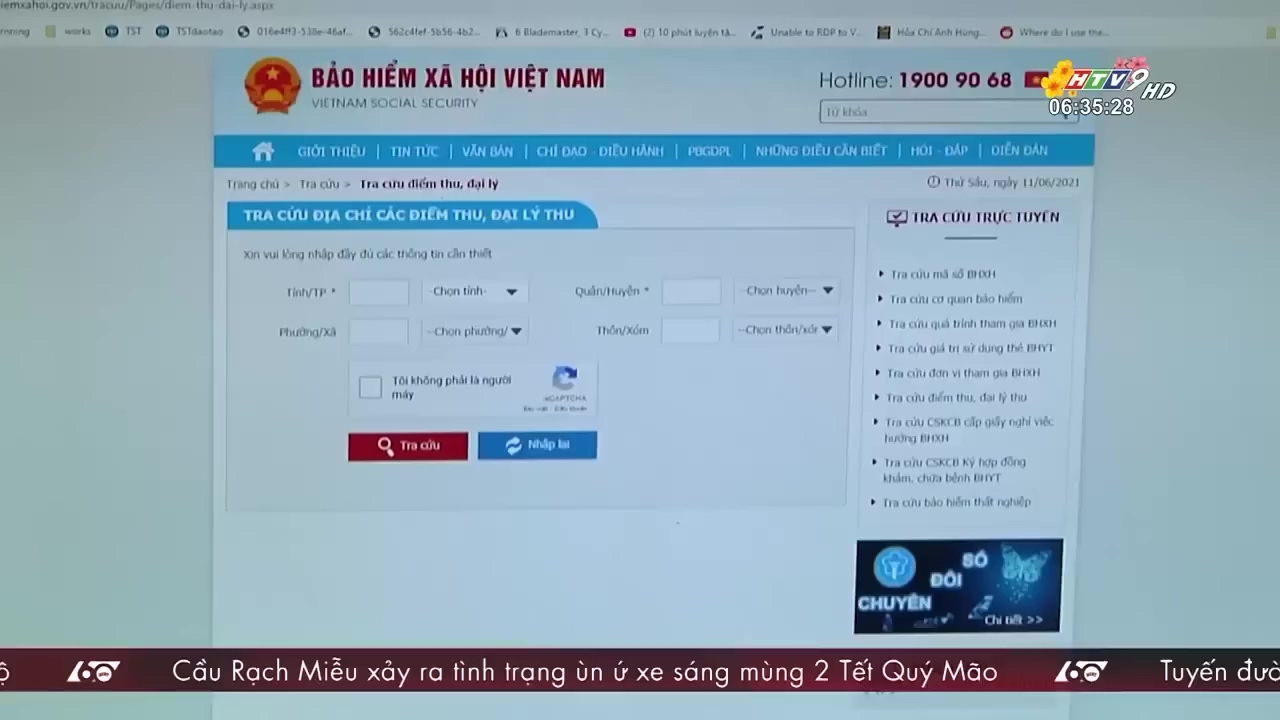 iemxahoi.gov.vn/tracuu/Pages/diem-thu-dai-ly.aspx
works TST TSTdaotao 6 Blademaster, 3 Cy... (2) 10 phút luyện tă... Unable to RDP to V... Hỏa Chí Anh Hùng... Where do I use the...
BẢO HIỂM XÃ HỘI VIỆT NAM
VIETNAM SOCIAL SECURITY
Hotline: 1900 90 68
Từ khóa
HTV9 HD
06:35:28
GIỚI THIỆU | TIN TỨC | VĂN BẢN | CHỈ ĐẠO - ĐIỀU HÀNH | PBGDPL | NHỮNG ĐIỀU CẦN BIẾT | HỎI - ĐÁP | DIỄN ĐÀN
Trang chủ > Tra cứu > Tra cứu điểm thu, đại lý
Thứ Sáu, ngày 11/06/2021
TRA CỨU ĐỊA CHỈ CÁC ĐIỂM THU, ĐẠI LÝ THU
Xin vui lòng nhập đầy đủ các thông tin cần thiết
Tỉnh/TP * -Chọn tỉnh- Quận/Huyện * --Chọn huyện--
Phường/Xã --Chọn phường/ Thôn/Xóm --Chọn thôn/xóm
Tôi không phải là người
máy
reCAPTCHA
Tra cứu
Nhập lại
TRA CỨU TRỰC TUYẾN
Tra cứu mã số BHXH
Tra cứu cơ quan bảo hiểm
Tra cứu quá trình tham gia BHXH
Tra cứu giá trị sử dụng thẻ BHYT
Tra cứu đơn vị tham gia BHXH
Tra cứu điểm thu, đại lý thu
Tra cứu CSKCB cấp giấy nghỉ việc
hưởng BHXH
Tra cứu CSKCB Ký hợp đồng
khám, chữa bệnh BHYT
Tra cứu bảo hiểm thất nghiệp
CHUYỂN ĐỔI SỐ
Chi tiết >>
60 giây Cầu Rạch Miễu xảy ra tình trạng ùn ứ xe sáng mùng 2 Tết Quý Mão 60 giây Tuyến đườ